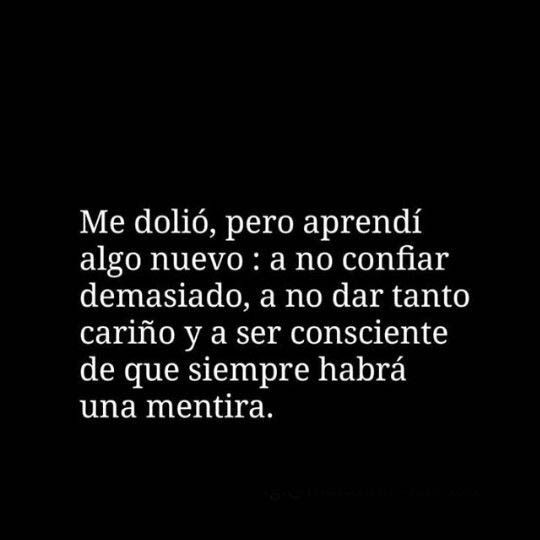 Me dolió, pero aprendí
algo nuevo : a no confiar
demasiado, a no dar tanto
cariño y a ser consciente
de que siempre habrá
una mentira.